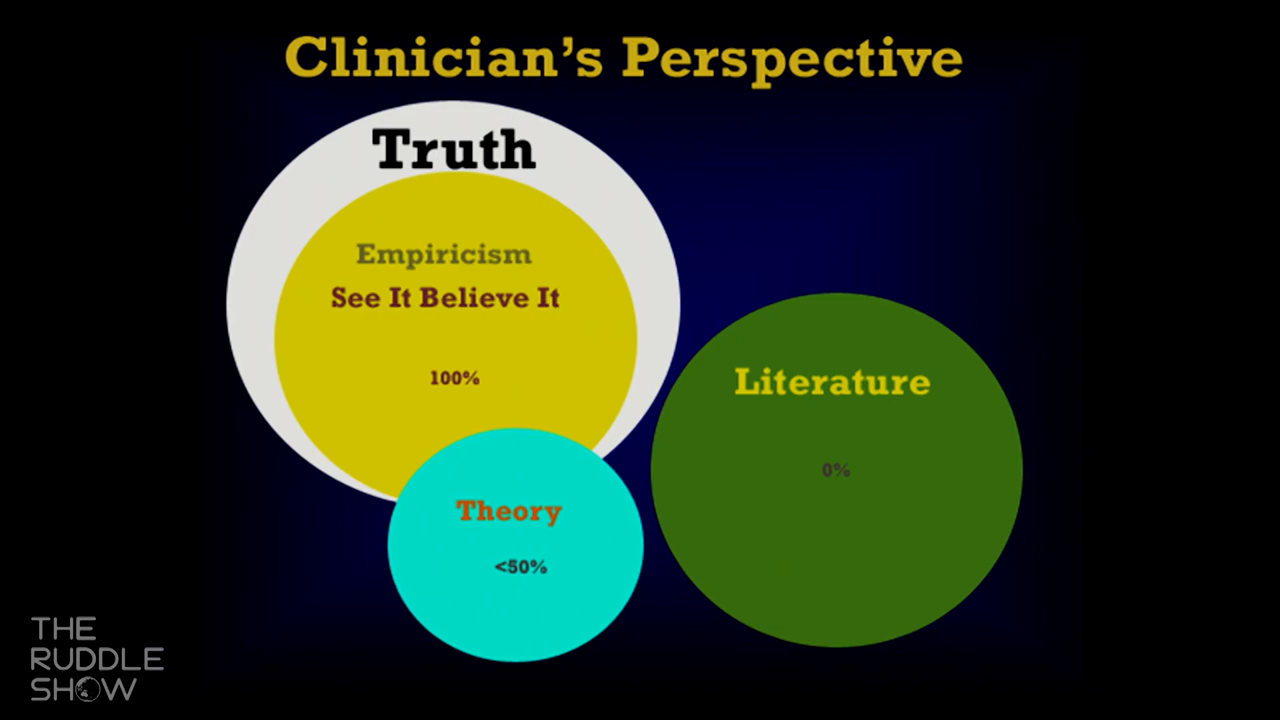 Clinician’s Perspective
Truth
Empiricism
See It Believe It
100%
Literature
0%
Theory
<50%
THE
RUDDLE
SHOW